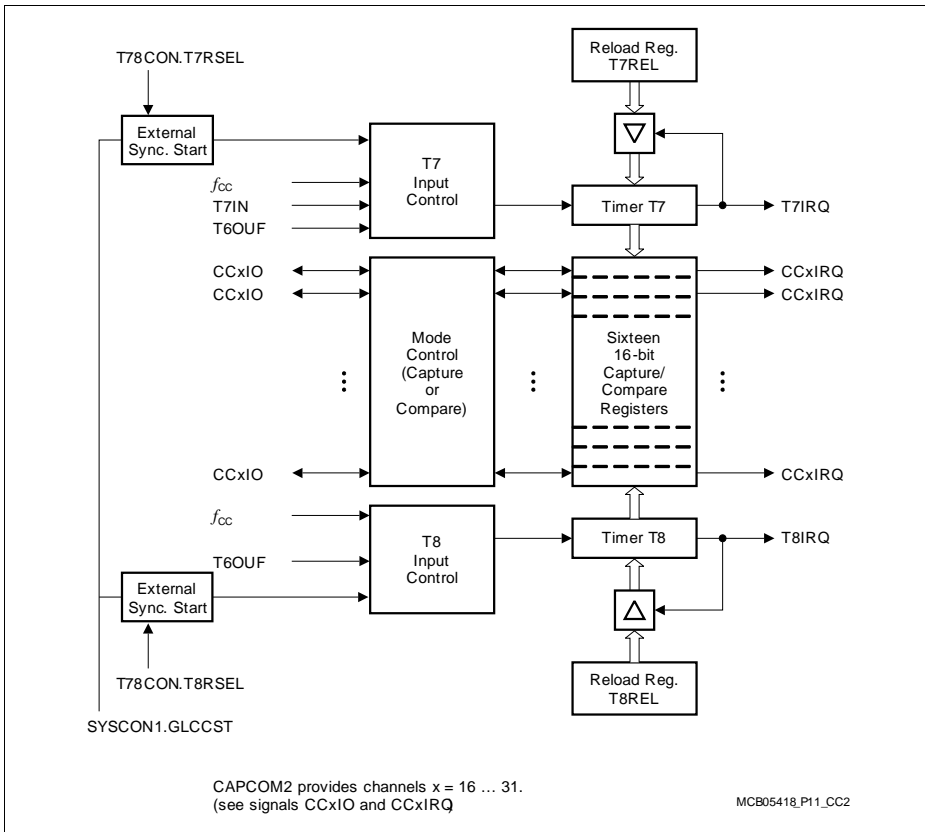 Reload Reg.
T7REL
T78CON.T7RSEL
External
Sync. Start
T7
Input
Control
fCC
T7IN
T6OUF
Timer T7
T7IRQ
CCxIO
CCxIRQ
CCxIO
CCxIRQ
Mode
Control
(Capture
or
Compare)
Sixteen
16-bit
Capture/
Compare
Registers
CCxIO
CCxIRQ
fCC
T6OUF
T8
Input
Control
Timer T8
T8IRQ
External
Sync. Start
T78CON.T8RSEL
Reload Reg.
T8REL
SYSCON1.GLCCST
CAPCOM2 provides channels x = 16 … 31.
(see signals CCxIO and CCxIRQ)
MCB05418_P11_CC2